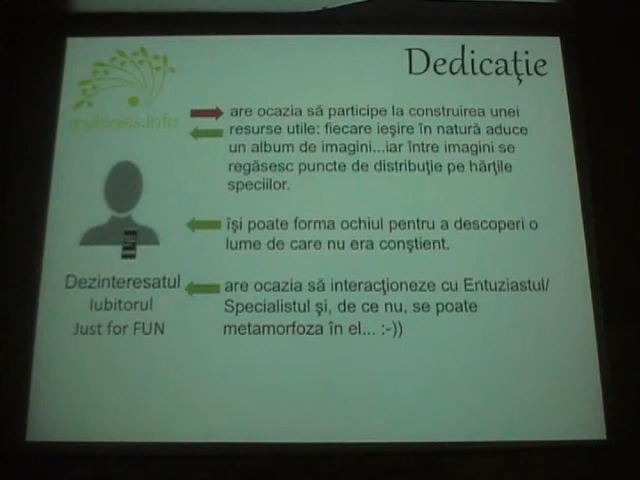 Dedicaţie
mybiosis.info
are ocazia să participe la construirea unei
resurse utile: fiecare ieşire în natură aduce
un album de imagini...iar între imagini se
regăsesc puncte de distribuţie pe hărţile
speciilor.
îşi poate forma ochiul pentru a descoperi o
lume de care nu era conştient.
Dezinteresatul
Iubitorul
Just for FUN
are ocazia să interacţioneze cu Entuziastul/
Specialistul şi, de ce nu, se poate
metamorfoza în el... :-))